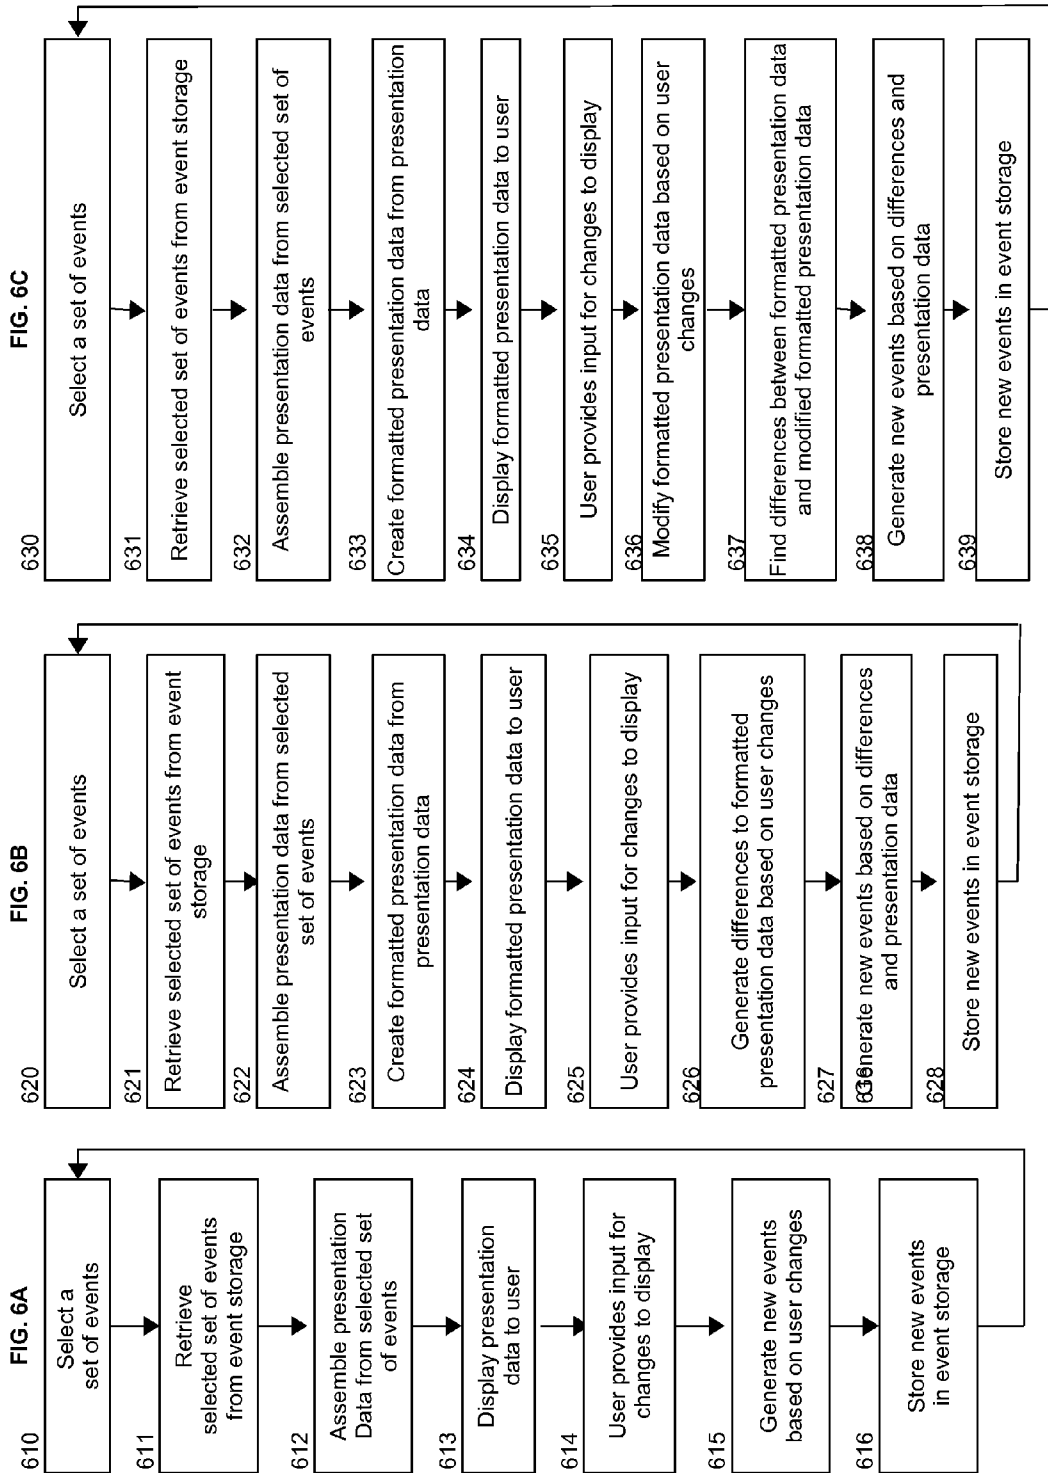 FIG. 6A
610
Select a
set of events
611
Retrieve
selected set of events
from event storage
612
Assemble presentation
Data from selected set
of events
613
Display presentation
data to user
614
User provides input for
changes to display
615
Generate new events
based on user changes
616
Store new events
in event storage
FIG. 6B
620
Select a set of events
621
Retrieve selected set of events from event
storage
622
Assemble presentation data from selected
set of events
623
Create formatted presentation data from
presentation data
624
Display formatted presentation data to user
625
User provides input for changes to display
626
Generate differences to formatted
presentation data based on user changes
627
616
Generate new events based on differences
and presentation data
628
Store new events in event storage
FIG. 6C
630
Select a set of events
631
Retrieve selected set of events from event storage
632
Assemble presentation data from selected set of
events
633
Create formatted presentation data from presentation
data
634
Display formatted presentation data to user
635
User provides input for changes to display
636
Modify formatted presentation data based on user
changes
637
Find differences between formatted presentation data
and modified formatted presentation data
638
Generate new events based on differences and
presentation data
639
Store new events in event storage